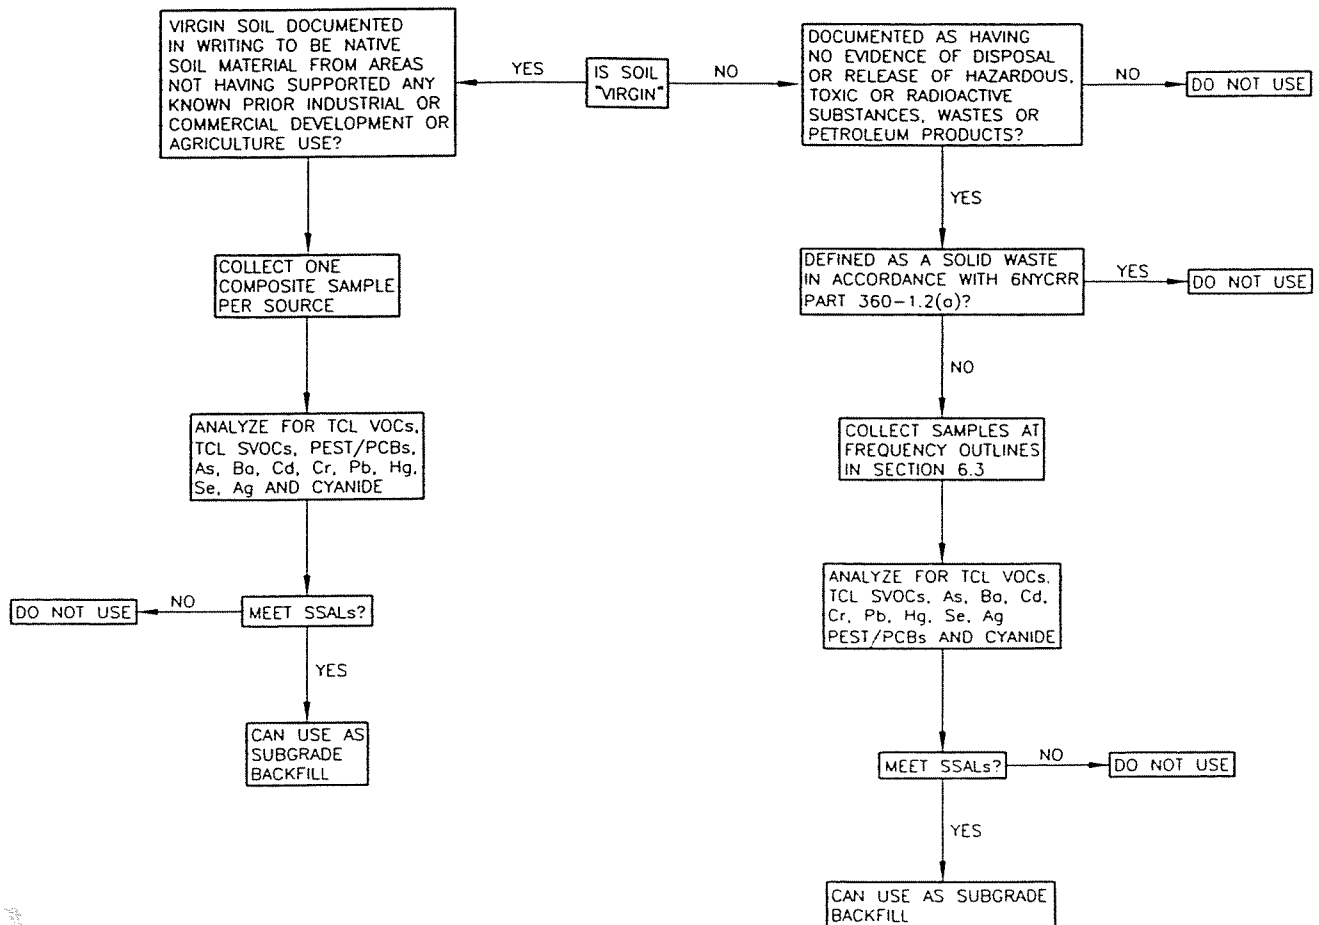 IS SOIL
"VIRGIN"
YES
VIRGIN SOIL DOCUMENTED
IN WRITING TO BE NATIVE
SOIL MATERIAL FROM AREAS
NOT HAVING SUPPORTED ANY
KNOWN PRIOR INDUSTRIAL OR
COMMERCIAL DEVELOPMENT OR
AGRICULTURE USE?
COLLECT ONE
COMPOSITE SAMPLE
PER SOURCE
ANALYZE FOR TCL VOCs,
TCL SVOCs, PEST/PCBs,
As, Ba, Cd, Cr, Pb, Hg,
Se, Ag AND CYANIDE
MEET SSALs?
NO
DO NOT USE
YES
CAN USE AS
SUBGRADE
BACKFILL
NO
DOCUMENTED AS HAVING
NO EVIDENCE OF DISPOSAL
OR RELEASE OF HAZARDOUS,
TOXIC OR RADIOACTIVE
SUBSTANCES, WASTES OR
PETROLEUM PRODUCTS?
NO
DO NOT USE
YES
DEFINED AS A SOLID WASTE
IN ACCORDANCE WITH 6NYCRR
PART 360-1.2(a)?
YES
DO NOT USE
NO
COLLECT SAMPLES AT
FREQUENCY OUTLINES
IN SECTION 6.3
ANALYZE FOR TCL VOCs,
TCL SVOCs, As, Ba, Cd,
Cr, Pb, Hg, Se, Ag
PEST/PCBs AND CYANIDE
MEET SSALs?
NO
DO NOT USE
YES
CAN USE AS SUBGRADE
BACKFILL